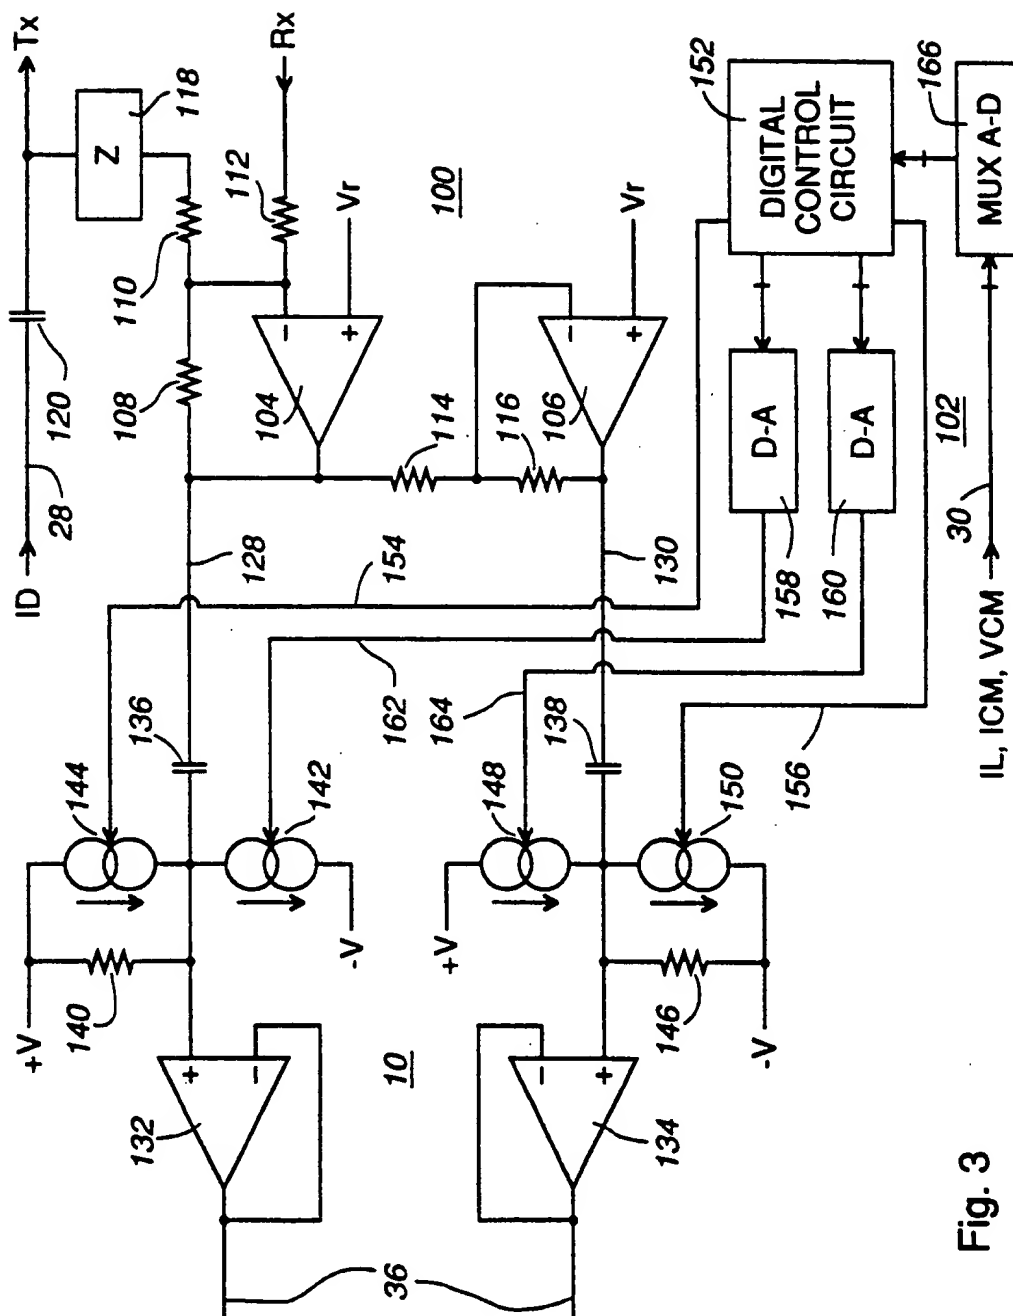 ID
28
120
Tx
Z
118
110
112
Rx
108
Vr
100
104
114
116
106
Vr
128
154
130
136
162
164
138
144
142
148
150
156
+V
140
-V
+V
146
-V
132
10
134
36
152
DIGITAL
CONTROL
CIRCUIT
166
MUX A-D
D-A
158
D-A
160
102
30
IL, ICM, VCM
Fig. 3